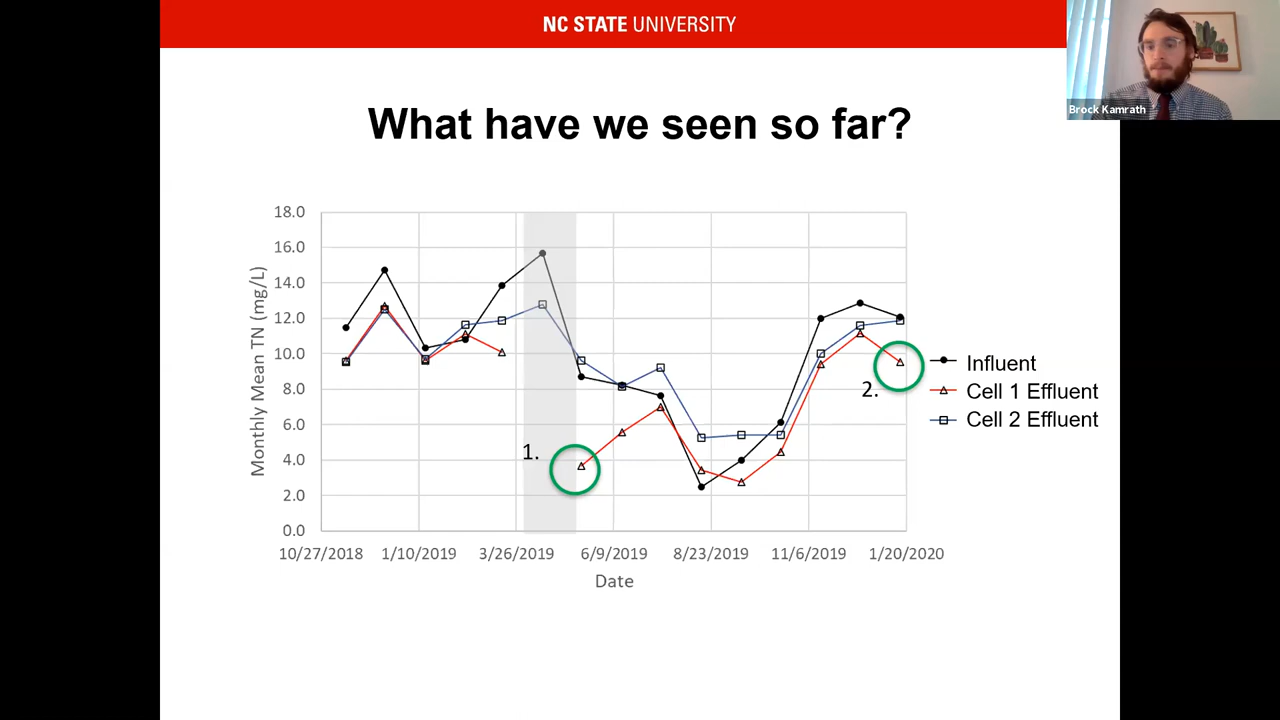 NC STATE UNIVERSITY
Brock Kamrath
What have we seen so far?
18.0
16.0
14.0
12.0
10.0
8.0
6.0
4.0
2.0
0.0
Monthly Mean TN (mg/L)
1.
2.
Influent
Cell 1 Effluent
Cell 2 Effluent
10/27/2018 1/10/2019 3/26/2019 6/9/2019 8/23/2019 11/6/2019 1/20/2020
Date